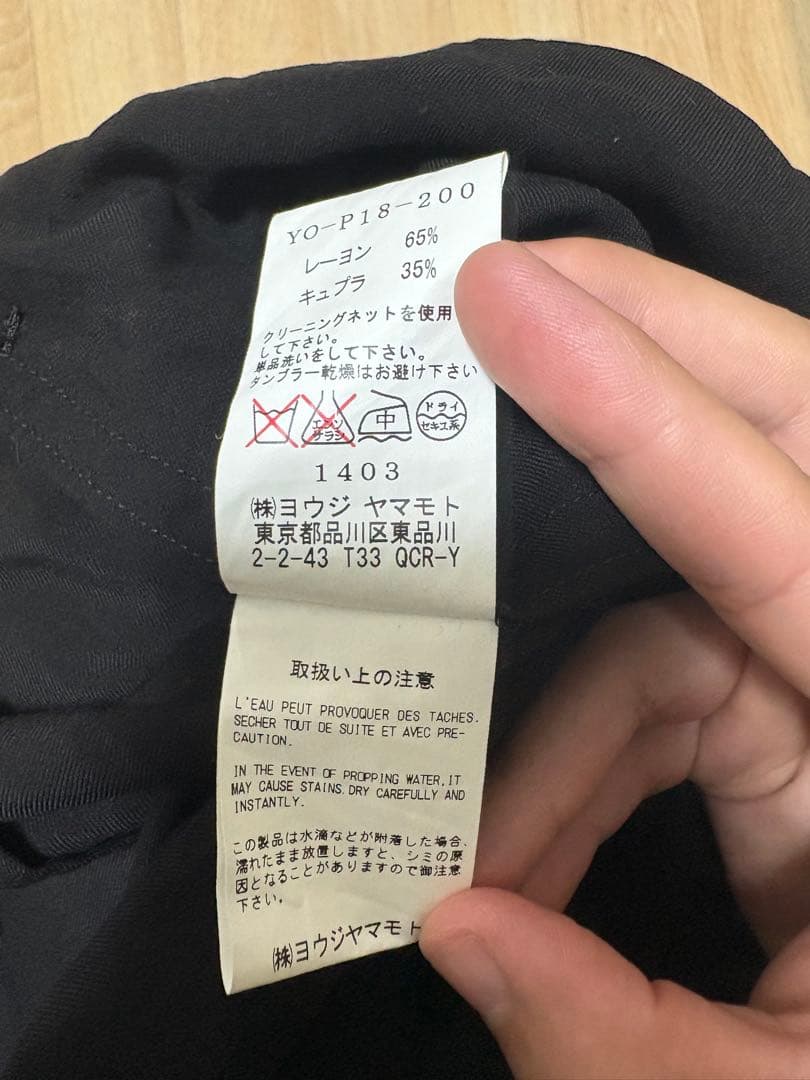 YO-P18-200
レーヨン 65%
キュプラ 35%
クリーニングネットを使用
して下さい。
単品洗いをして下さい。
タンブラー乾燥はお避け下さい
エンソ
サラシ
中
ドライ
セキユ系
1403
㈱ヨウジ ヤマモト
東京都品川区東品川
2-2-43 T33 QCR-Y
取扱い上の注意
L'EAU PEUT PROVOQUER DES TACHES.
SECHER TOUT DE SUITE ET AVEC PRE-
CAUTION.
IN THE EVENT OF PROPPING WATER,IT
MAY CAUSE STAINS.DRY CAREFULLY AND
INSTANTLY.
この製品は水滴などが附着した場合、
濡れたまま放置しますと、シミの原
因となることがありますので御注意
下さい。
㈱ヨウジヤマモト